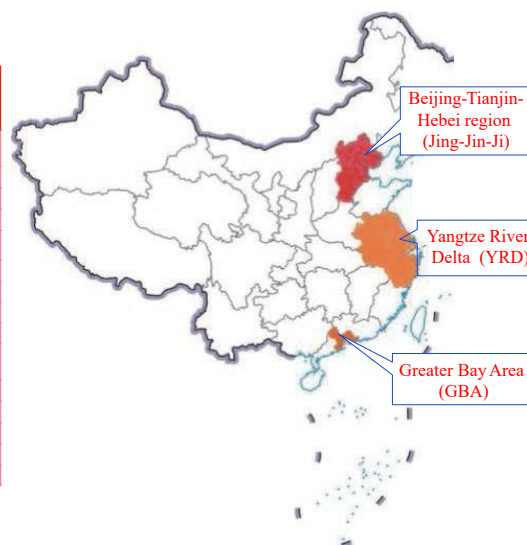 Beijing-Tianjin-
Hebei region
(Jing-Jin-Ji)
Yangtze River
Delta (YRD)
Greater Bay Area
(GBA)